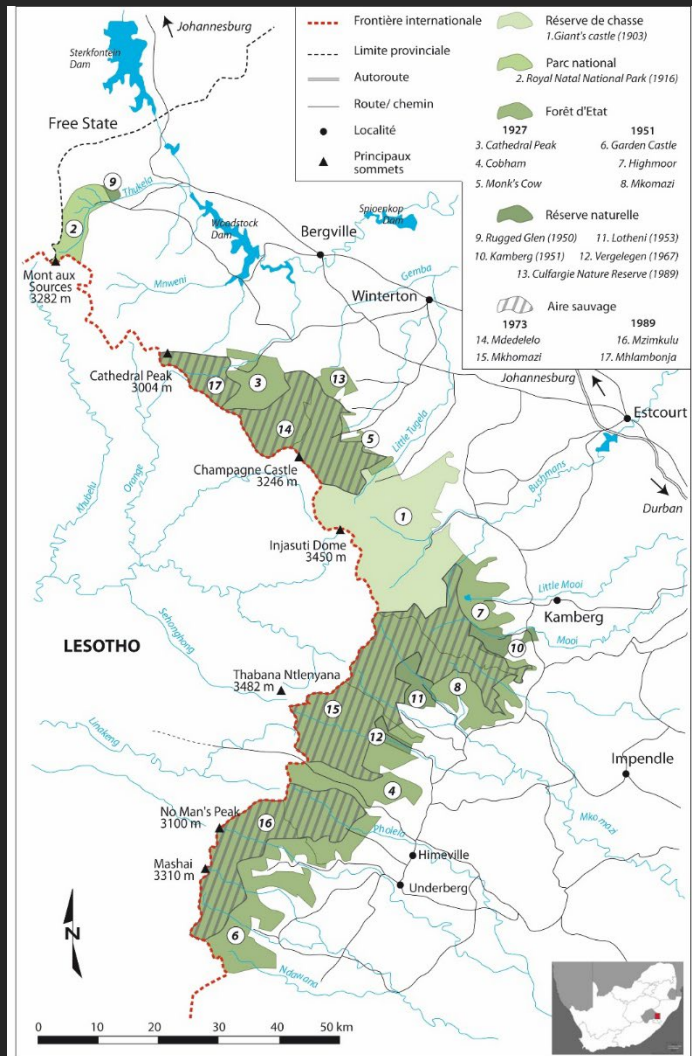 Frontière internationale
Limite provinciale
Autoroute
Route/ chemin
Localité
Principaux
sommets
Réserve de chasse
1.Giant's castle (1903)
Parc national
2. Royal Natal National Park (1916)
Forêt d'Etat
1927
1951
3. Cathedral Peak
6. Garden Castle
4. Cobham
7. Highmoor
5. Monk's Cow
8. Mkomazi
Réserve naturelle
9. Rugged Glen (1950)
11. Lotheni (1953)
10. Kamberg (1951)
12. Vergelegen (1967)
13. Culfargie Nature Reserve (1989)
Aire sauvage
1973
1989
14. Mdedelelo
16. Mzimkulu
15. Mkhomazi
17. Mhlambonja
Johannesburg
Sterkfontein
Dam
Free State
9
Thukela
2
Woodstock
Dam
Spioenkop
Dam
Bergville
Mont aux
Sources
3282 m
Mnweni
Gemba
Winterton
Cathedral Peak
3004 m
17
3
13
14
5
Little Tugela
Johannesburg
Estcourt
Bushmans
Durban
Champagne Castle
3246 m
Khubelu
Orange
1
Injasuti Dome
3450 m
Little Mooi
7
Kamberg
Mooi
10
Sehonghong
LESOTHO
Thabana Ntlenyana
3482 m
8
11
15
12
Linakeng
Impendle
4
No Man's Peak
3100 m
16
Pholela
Mkomazi
Himeville
Mashai
3310 m
Underberg
6
N
Ndawana
0
10
20
30
40
50 km